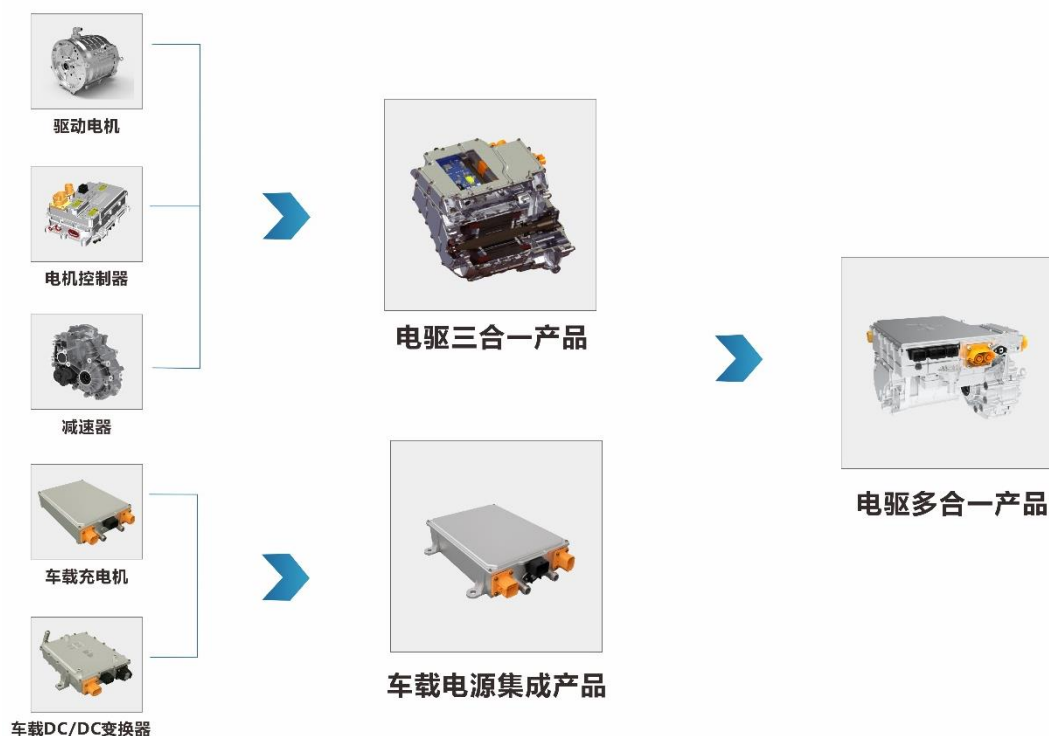 驱动电机
电机控制器
减速器
车载充电机
车载DC/DC变换器
电驱三合一产品
车载电源集成产品
电驱多合一产品